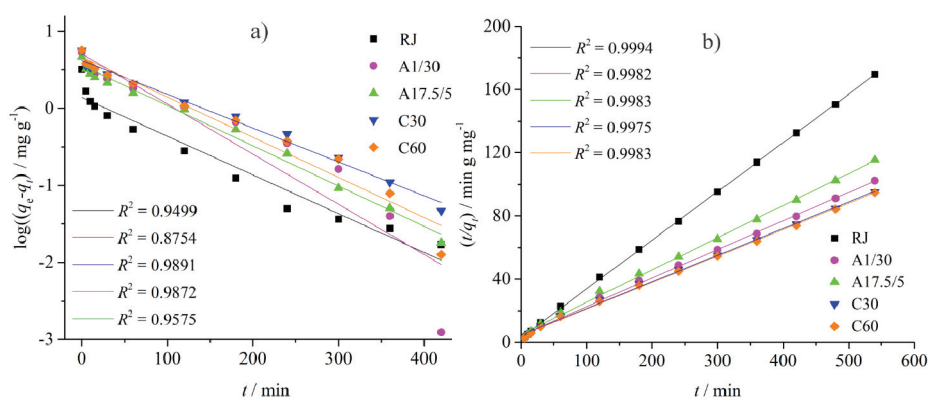 a)
RJ
A1/30
A17.5/5
C30
C60
R² = 0.9499
R² = 0.8754
R² = 0.9891
R² = 0.9872
R² = 0.9575
log((qₑ-qₜ) / mg g⁻¹
1
0
-1
-2
-3
0 100 200 300 400
t / min
b)
R² = 0.9994
R² = 0.9982
R² = 0.9983
R² = 0.9975
R² = 0.9983
RJ
A1/30
A17.5/5
C30
C60
(t/qₜ) / min g mg⁻¹
160
120
80
40
0
0 100 200 300 400 500 600
t / min